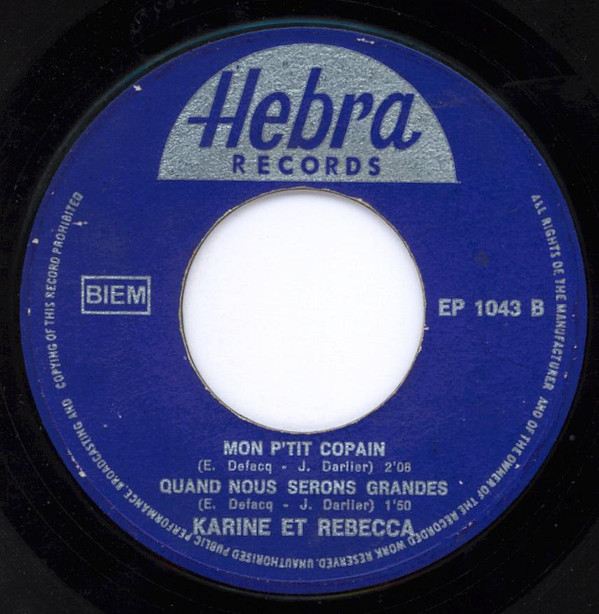 Hebra
RECORDS
BIEM
EP 1043 B
MON P'TIT COPAIN
(E. Defacq - J. Darlier) 2'08
QUAND NOUS SERONS GRANDES
(E. Defacq - J. Darlier) 1'50
KARINE ET REBECCA
ALL RIGHTS OF THE MANUFACTURER AND OF THE OWNER OF THE RECORDED WORK RESERVED. UNAUTHORISED PUBLIC PERFORMANCE, BROADCASTING AND COPYING OF THIS RECORD PROHIBITED